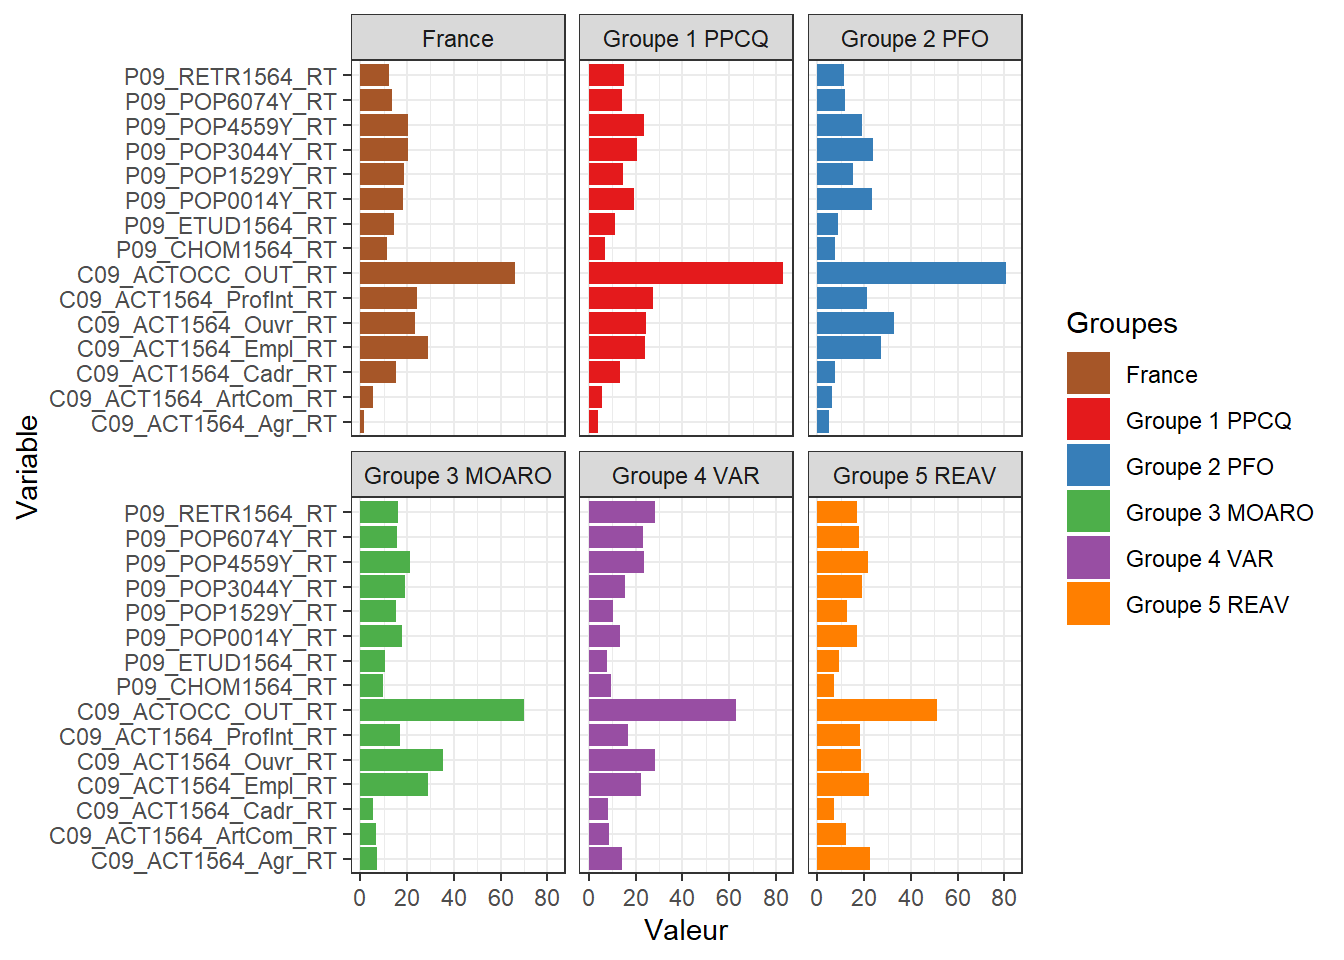 France Groupe 1 PPCQ Groupe 2 PFO
P09_RETR1564_RT
P09_POP6074Y_RT
P09_POP4559Y_RT
P09_POP3044Y_RT
P09_POP1529Y_RT
P09_POP0014Y_RT
P09_ETUD1564_RT
P09_CHOM1564_RT
C09_ACTOCC_OUT_RT
C09_ACT1564_ProfInt_RT
C09_ACT1564_Ouvr_RT
C09_ACT1564_Empl_RT
C09_ACT1564_Cadr_RT
C09_ACT1564_ArtCom_RT
C09_ACT1564_Agr_RT
Variable
Groupe 3 MOARO Groupe 4 VAR Groupe 5 REAV
P09_RETR1564_RT
P09_POP6074Y_RT
P09_POP4559Y_RT
P09_POP3044Y_RT
P09_POP1529Y_RT
P09_POP0014Y_RT
P09_ETUD1564_RT
P09_CHOM1564_RT
C09_ACTOCC_OUT_RT
C09_ACT1564_ProfInt_RT
C09_ACT1564_Ouvr_RT
C09_ACT1564_Empl_RT
C09_ACT1564_Cadr_RT
C09_ACT1564_ArtCom_RT
C09_ACT1564_Agr_RT
0 20 40 60 80 0 20 40 60 80 0 20 40 60 80
Valeur
Groupes
France
Groupe 1 PPCQ
Groupe 2 PFO
Groupe 3 MOARO
Groupe 4 VAR
Groupe 5 REAV